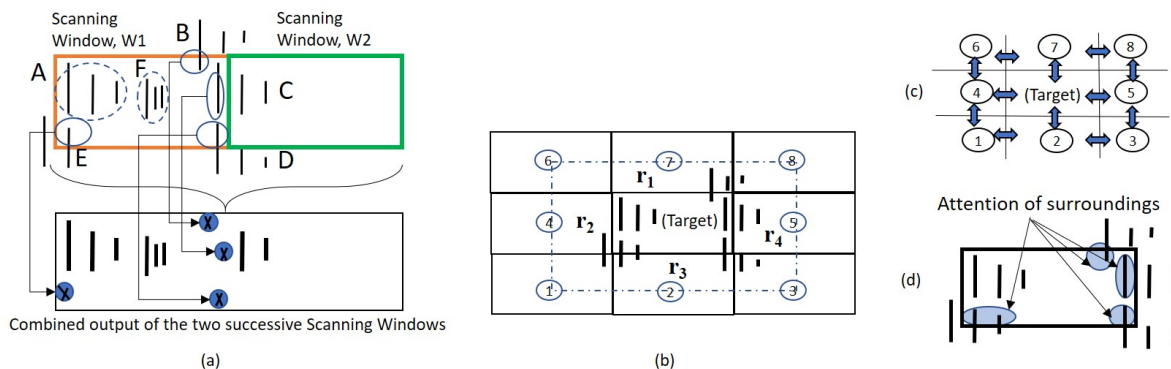 Scanning
Window, W1
B
Scanning
Window, W2
A
F
C
E
D
X
X
X
X
Combined output of the two successive Scanning Windows
(a)
6
7
8
r1
4
r2
(Target)
5
r4
r3
1
2
3
(b)
6
7
8
(c)
4
(Target)
5
1
2
3
Attention of surroundings
(d)